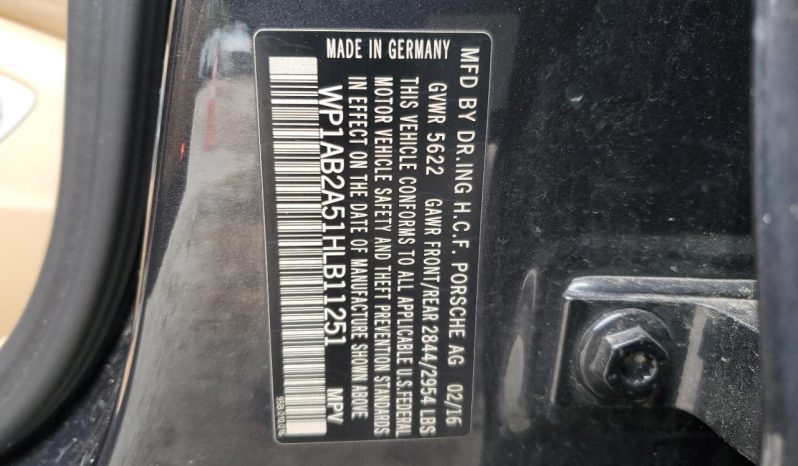 MFD BY DR.ING H.C.F. PORSCHE AG 02/16
GVWR 5622 GAWR FRONT/REAR 2844/2954 LBS
THIS VEHICLE CONFORMS TO ALL APPLICABLE U.S.FEDERAL
MOTOR VEHICLE SAFETY AND THEFT PREVENTION STANDARDS
IN EFFECT ON THE DATE OF MANUFACTURE SHOWN ABOVE
WP1AB2A51HLB11251 MPV
MADE IN GERMANY